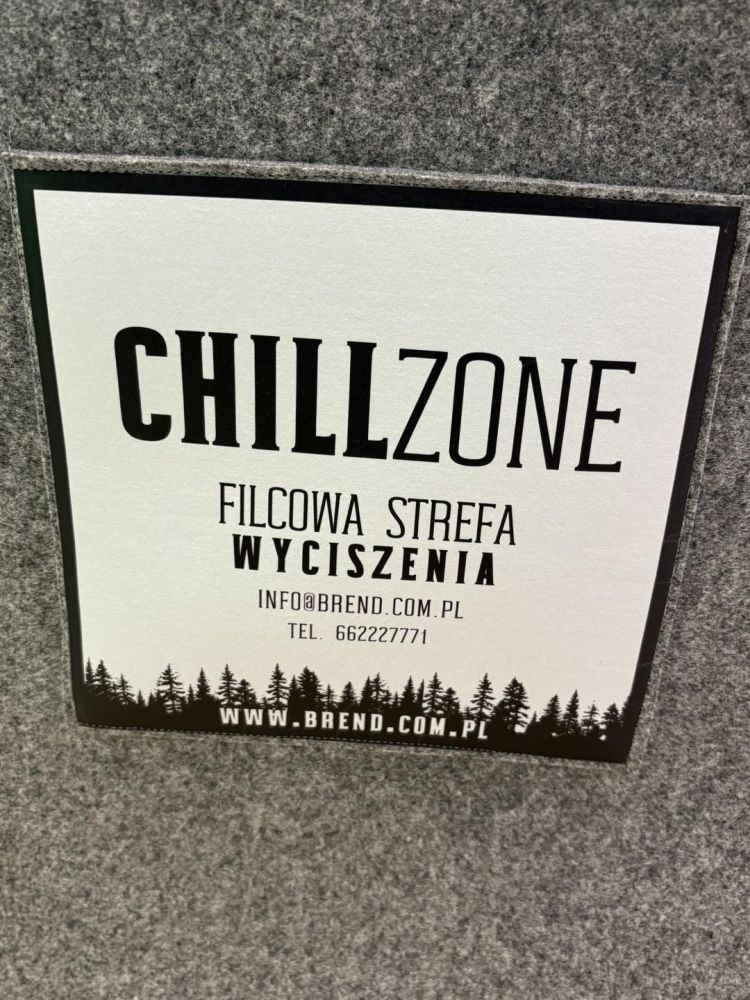 CHILLZONE
FILCOWA STREFA
WYCISZENIA
INFO@BREND.COM.PL
TEL. 662227771
WWW.BREND.COM.PL